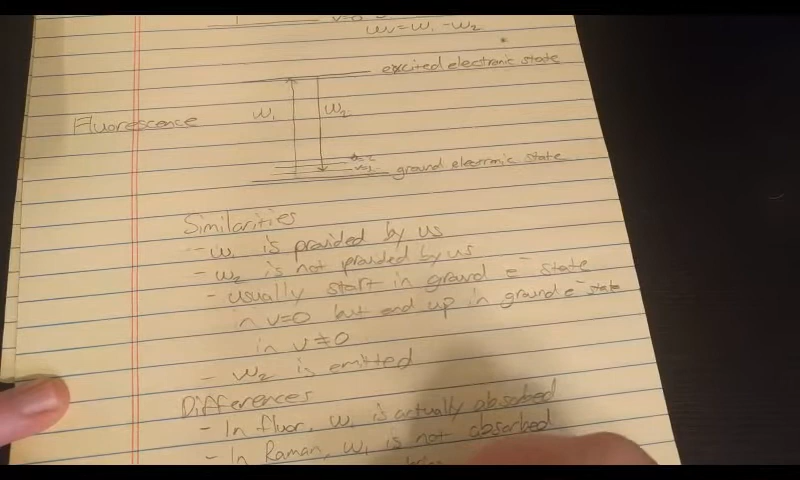 v=0
ωv=ω1-ω2
excited electronic state
Fluorescence
ω1
ω2
ground electronic state
Similarities
- ω1 is provided by us
- ω2 is not provided by us
- usually start in ground e⁻ state
in v=0 but end up in ground e⁻ state
in v≠0
- ω2 is emitted
Differences
- In fluor, ω1 is actually absorbed
- In Raman, ω1 is not absorbed